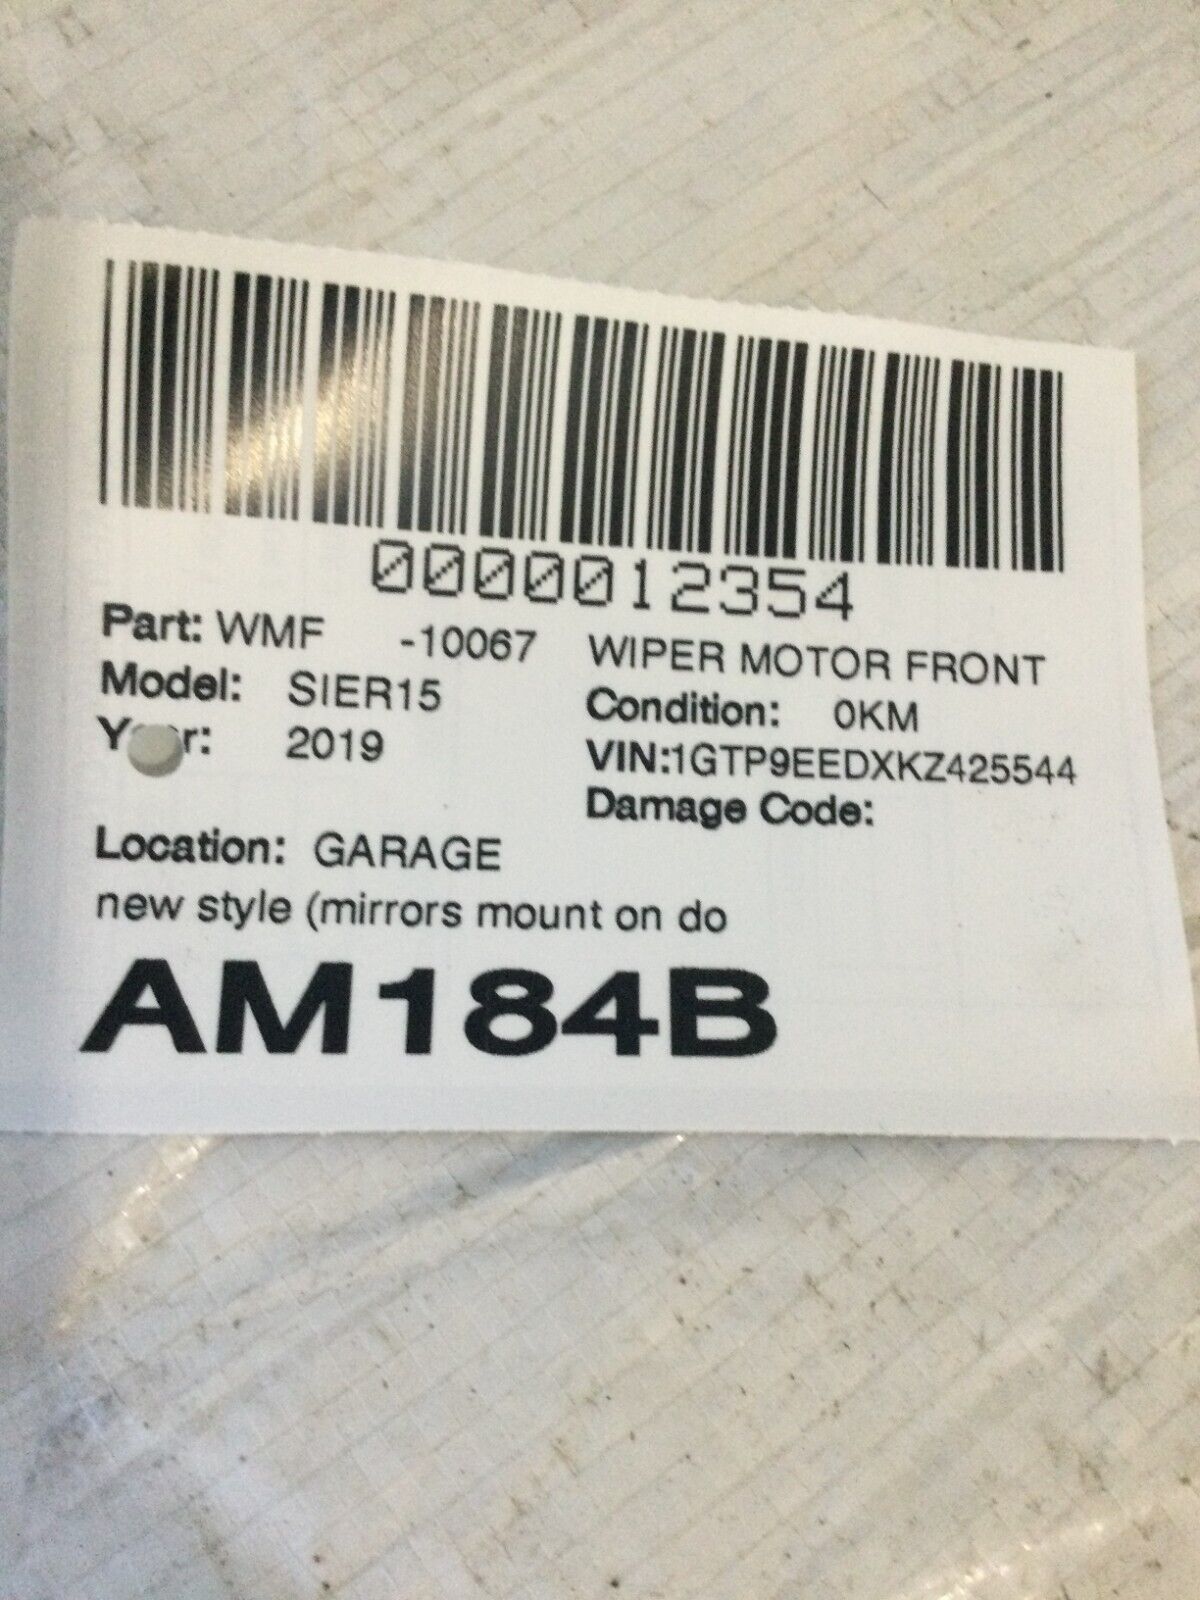 0000012354
Part: WMF -10067 WIPER MOTOR FRONT
Model: SIER15 Condition: 0KM
2019 VIN:1GTP9EEDXKZ425544
Damage Code:
Location: GARAGE
new style (mirrors mount on do
AM184B